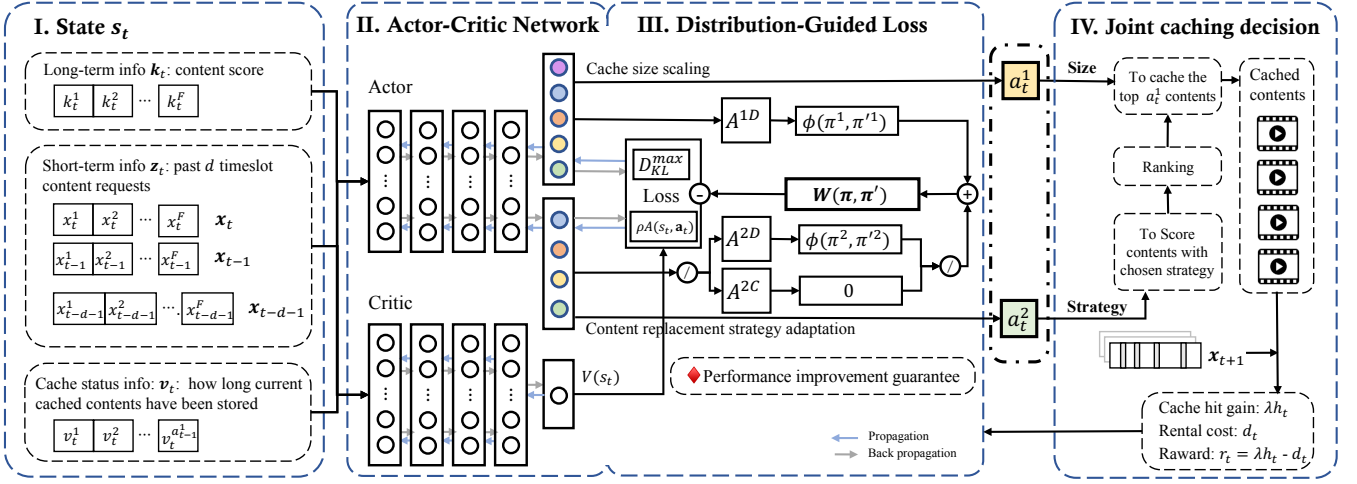 I. State s_t
Long-term info k_t: content score
k_t^1 k_t^2 ... k_t^F
Short-term info z_t: past d timeslot
content requests
x_t^1 x_t^2 ... x_t^F x_t
x_{t-1}^1 x_{t-1}^2 ... x_{t-1}^F x_{t-1}
x_{t-d-1}^1 x_{t-d-1}^2 .... x_{t-d-1}^F x_{t-d-1}
Cache status info: v_t: how long current
cached contents have been stored
v_t^1 v_t^2 ... v_t^{a_{t-1}^1}
II. Actor-Critic Network
Actor
Critic
III. Distribution-Guided Loss
Cache size scaling
A^{1D}
ϕ(π^1, π'^1)
D_{KL}^{max}
Loss
ρA(s_t, a_t)
-
W(π, π')
+
/
A^{2D}
ϕ(π^2, π'^2)
/
A^{2C}
0
Content replacement strategy adaptation
V(s_t)
Performance improvement guarantee
Propagation
Back propagation
a_t^1
a_t^2
IV. Joint caching decision
Size
To cache the
top a_t^1 contents
Cached
contents
Ranking
To Score
contents with
chosen strategy
Strategy
x_{t+1}
Cache hit gain: λh_t
Rental cost: d_t
Raward: r_t = λh_t - d_t